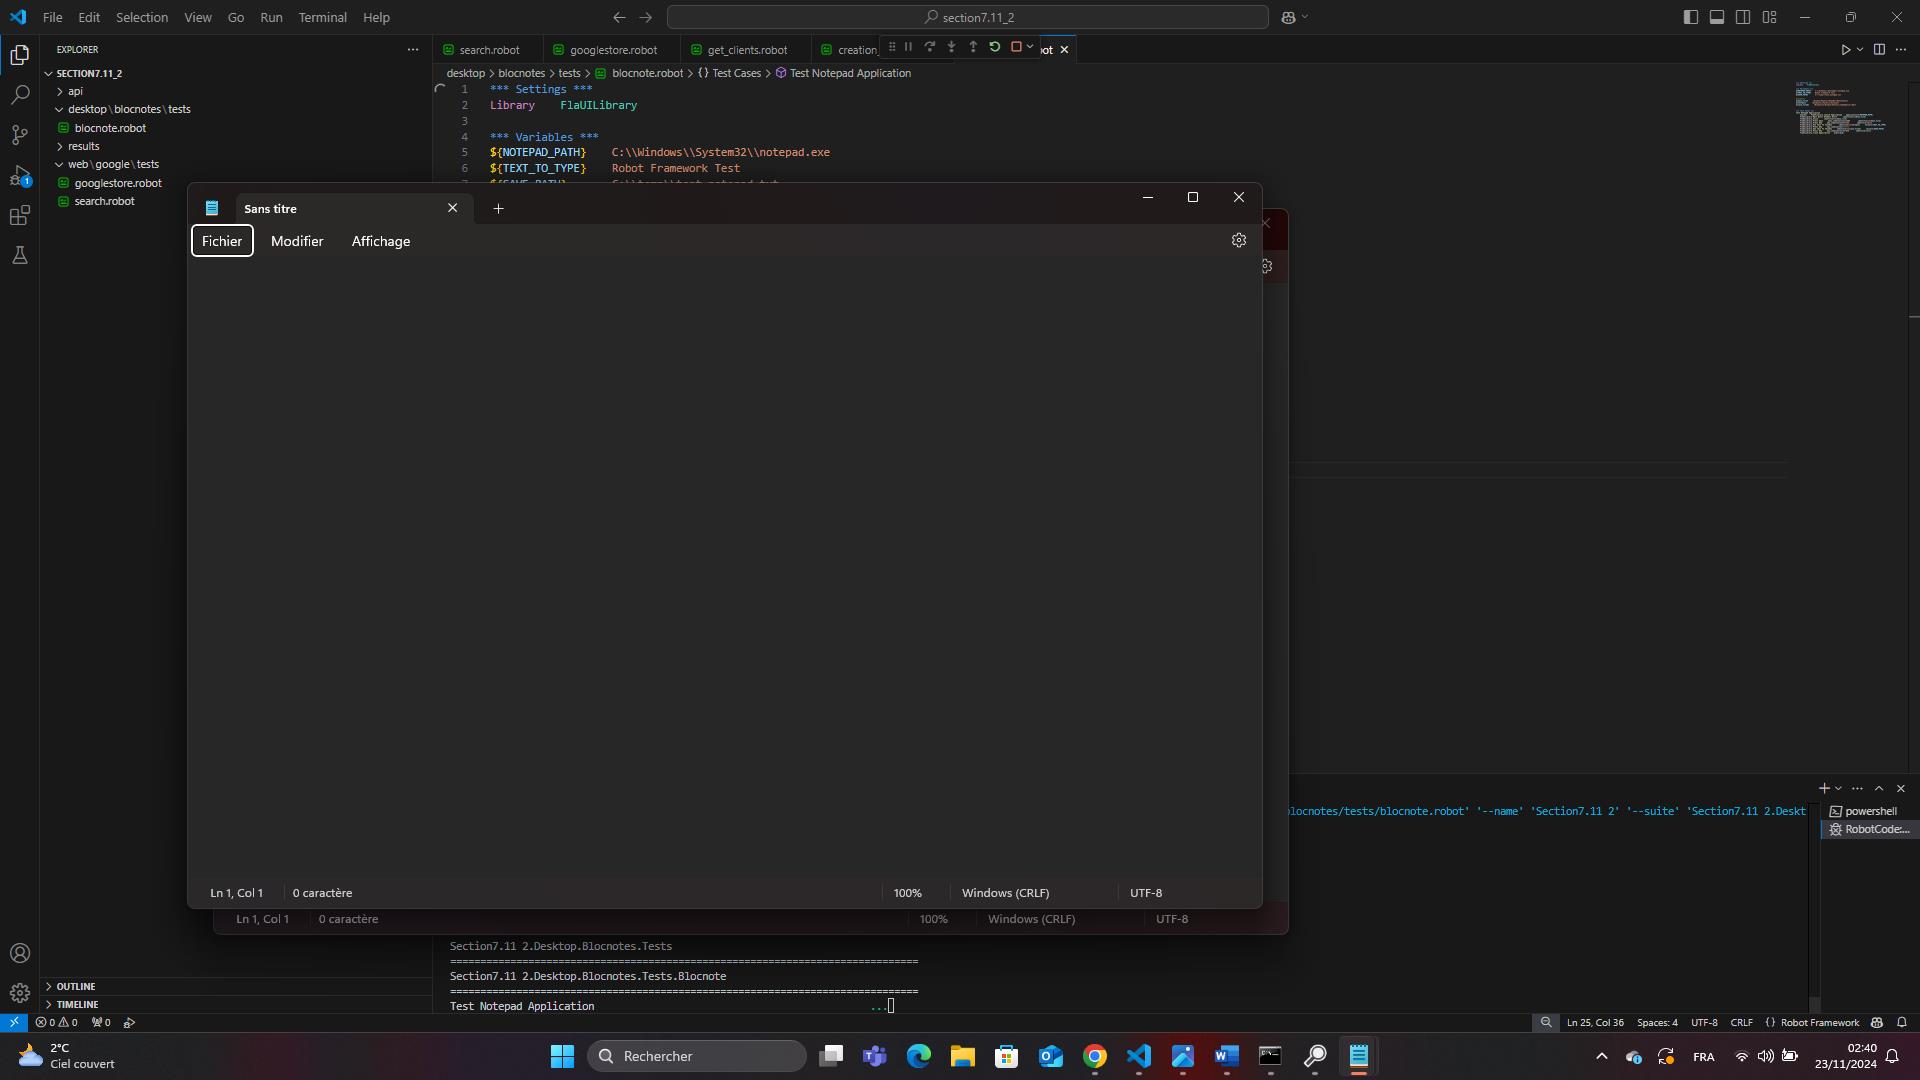 File Edit Selection View Go Run Terminal Help
section7.11_2
EXPLORER
SECTION7.11_2
api
desktop\blocnotes\tests
blocnote.robot
results
web\google\tests
googlestore.robot
search.robot
search.robot googlestore.robot get_clients.robot creation_ bot
desktop > blocnotes > tests > blocnote.robot > {} Test Cases > Test Notepad Application
1 *** Settings ***
2 Library FlaUILibrary
3
4 *** Variables ***
5 ${NOTEPAD_PATH} C:\\Windows\\System32\\notepad.exe
6 ${TEXT_TO_TYPE} Robot Framework Test
Sans titre
Fichier Modifier Affichage
Ln 1, Col 1 0 caractère 100% Windows (CRLF) UTF-8
Ln 1, Col 1 0 caractère 100% Windows (CRLF) UTF-8
blocnotes/tests/blocnote.robot' '--name' 'Section7.11 2' '--suite' 'Section7.11 2.Deskt
powershell
RobotCode:...
Section7.11 2.Desktop.Blocnotes.Tests
==============================================================================
Section7.11 2.Desktop.Blocnotes.Tests.Blocnote
==============================================================================
Test Notepad Application ...
OUTLINE
TIMELINE
0 0 0 Ln 25, Col 36 Spaces: 4 UTF-8 CRLF {} Robot Framework
1
2°C
Ciel couvert
Rechercher
FRA
02:40
23/11/2024